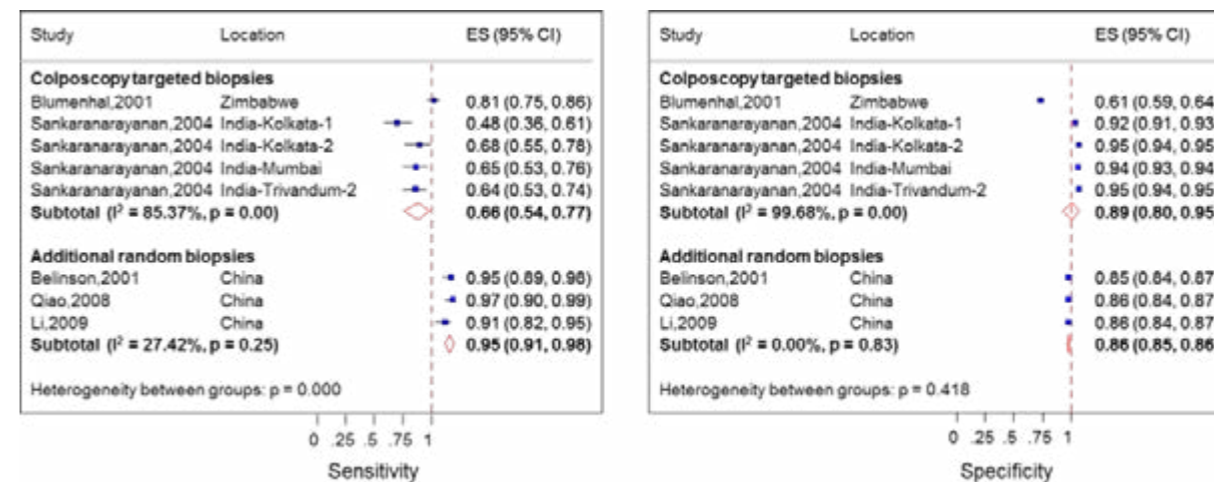 Study Location ES (95% CI)
Colposcopy targeted biopsies
Blumenhal,2001 Zimbabwe 0.81 (0.75, 0.86)
Sankaranarayanan,2004 India-Kolkata-1 0.48 (0.36, 0.61)
Sankaranarayanan,2004 India-Kolkata-2 0.68 (0.55, 0.78)
Sankaranarayanan,2004 India-Mumbai 0.65 (0.53, 0.76)
Sankaranarayanan,2004 India-Trivandum-2 0.64 (0.53, 0.74)
Subtotal (I² = 85.37%, p = 0.00) 0.66 (0.54, 0.77)
Additional random biopsies
Belinson,2001 China 0.95 (0.89, 0.98)
Qiao,2008 China 0.97 (0.90, 0.99)
Li,2009 China 0.91 (0.82, 0.95)
Subtotal (I² = 27.42%, p = 0.25) 0.95 (0.91, 0.98)
Heterogeneity between groups: p = 0.000
0 .25 .5 .75 1
Sensitivity
Study Location ES (95% CI)
Colposcopy targeted biopsies
Blumenhal,2001 Zimbabwe 0.61 (0.59, 0.64
Sankaranarayanan,2004 India-Kolkata-1 0.92 (0.91, 0.93
Sankaranarayanan,2004 India-Kolkata-2 0.95 (0.94, 0.95
Sankaranarayanan,2004 India-Mumbai 0.94 (0.93, 0.94
Sankaranarayanan,2004 India-Trivandum-2 0.95 (0.94, 0.95
Subtotal (I² = 99.68%, p = 0.00) 0.89 (0.80, 0.95
Additional random biopsies
Belinson,2001 China 0.85 (0.84, 0.87
Qiao,2008 China 0.86 (0.84, 0.87
Li,2009 China 0.86 (0.84, 0.87
Subtotal (I² = 0.00%, p = 0.83) 0.86 (0.85, 0.86
Heterogeneity between groups: p = 0.418
0 .25 .5 .75 1
Specificity